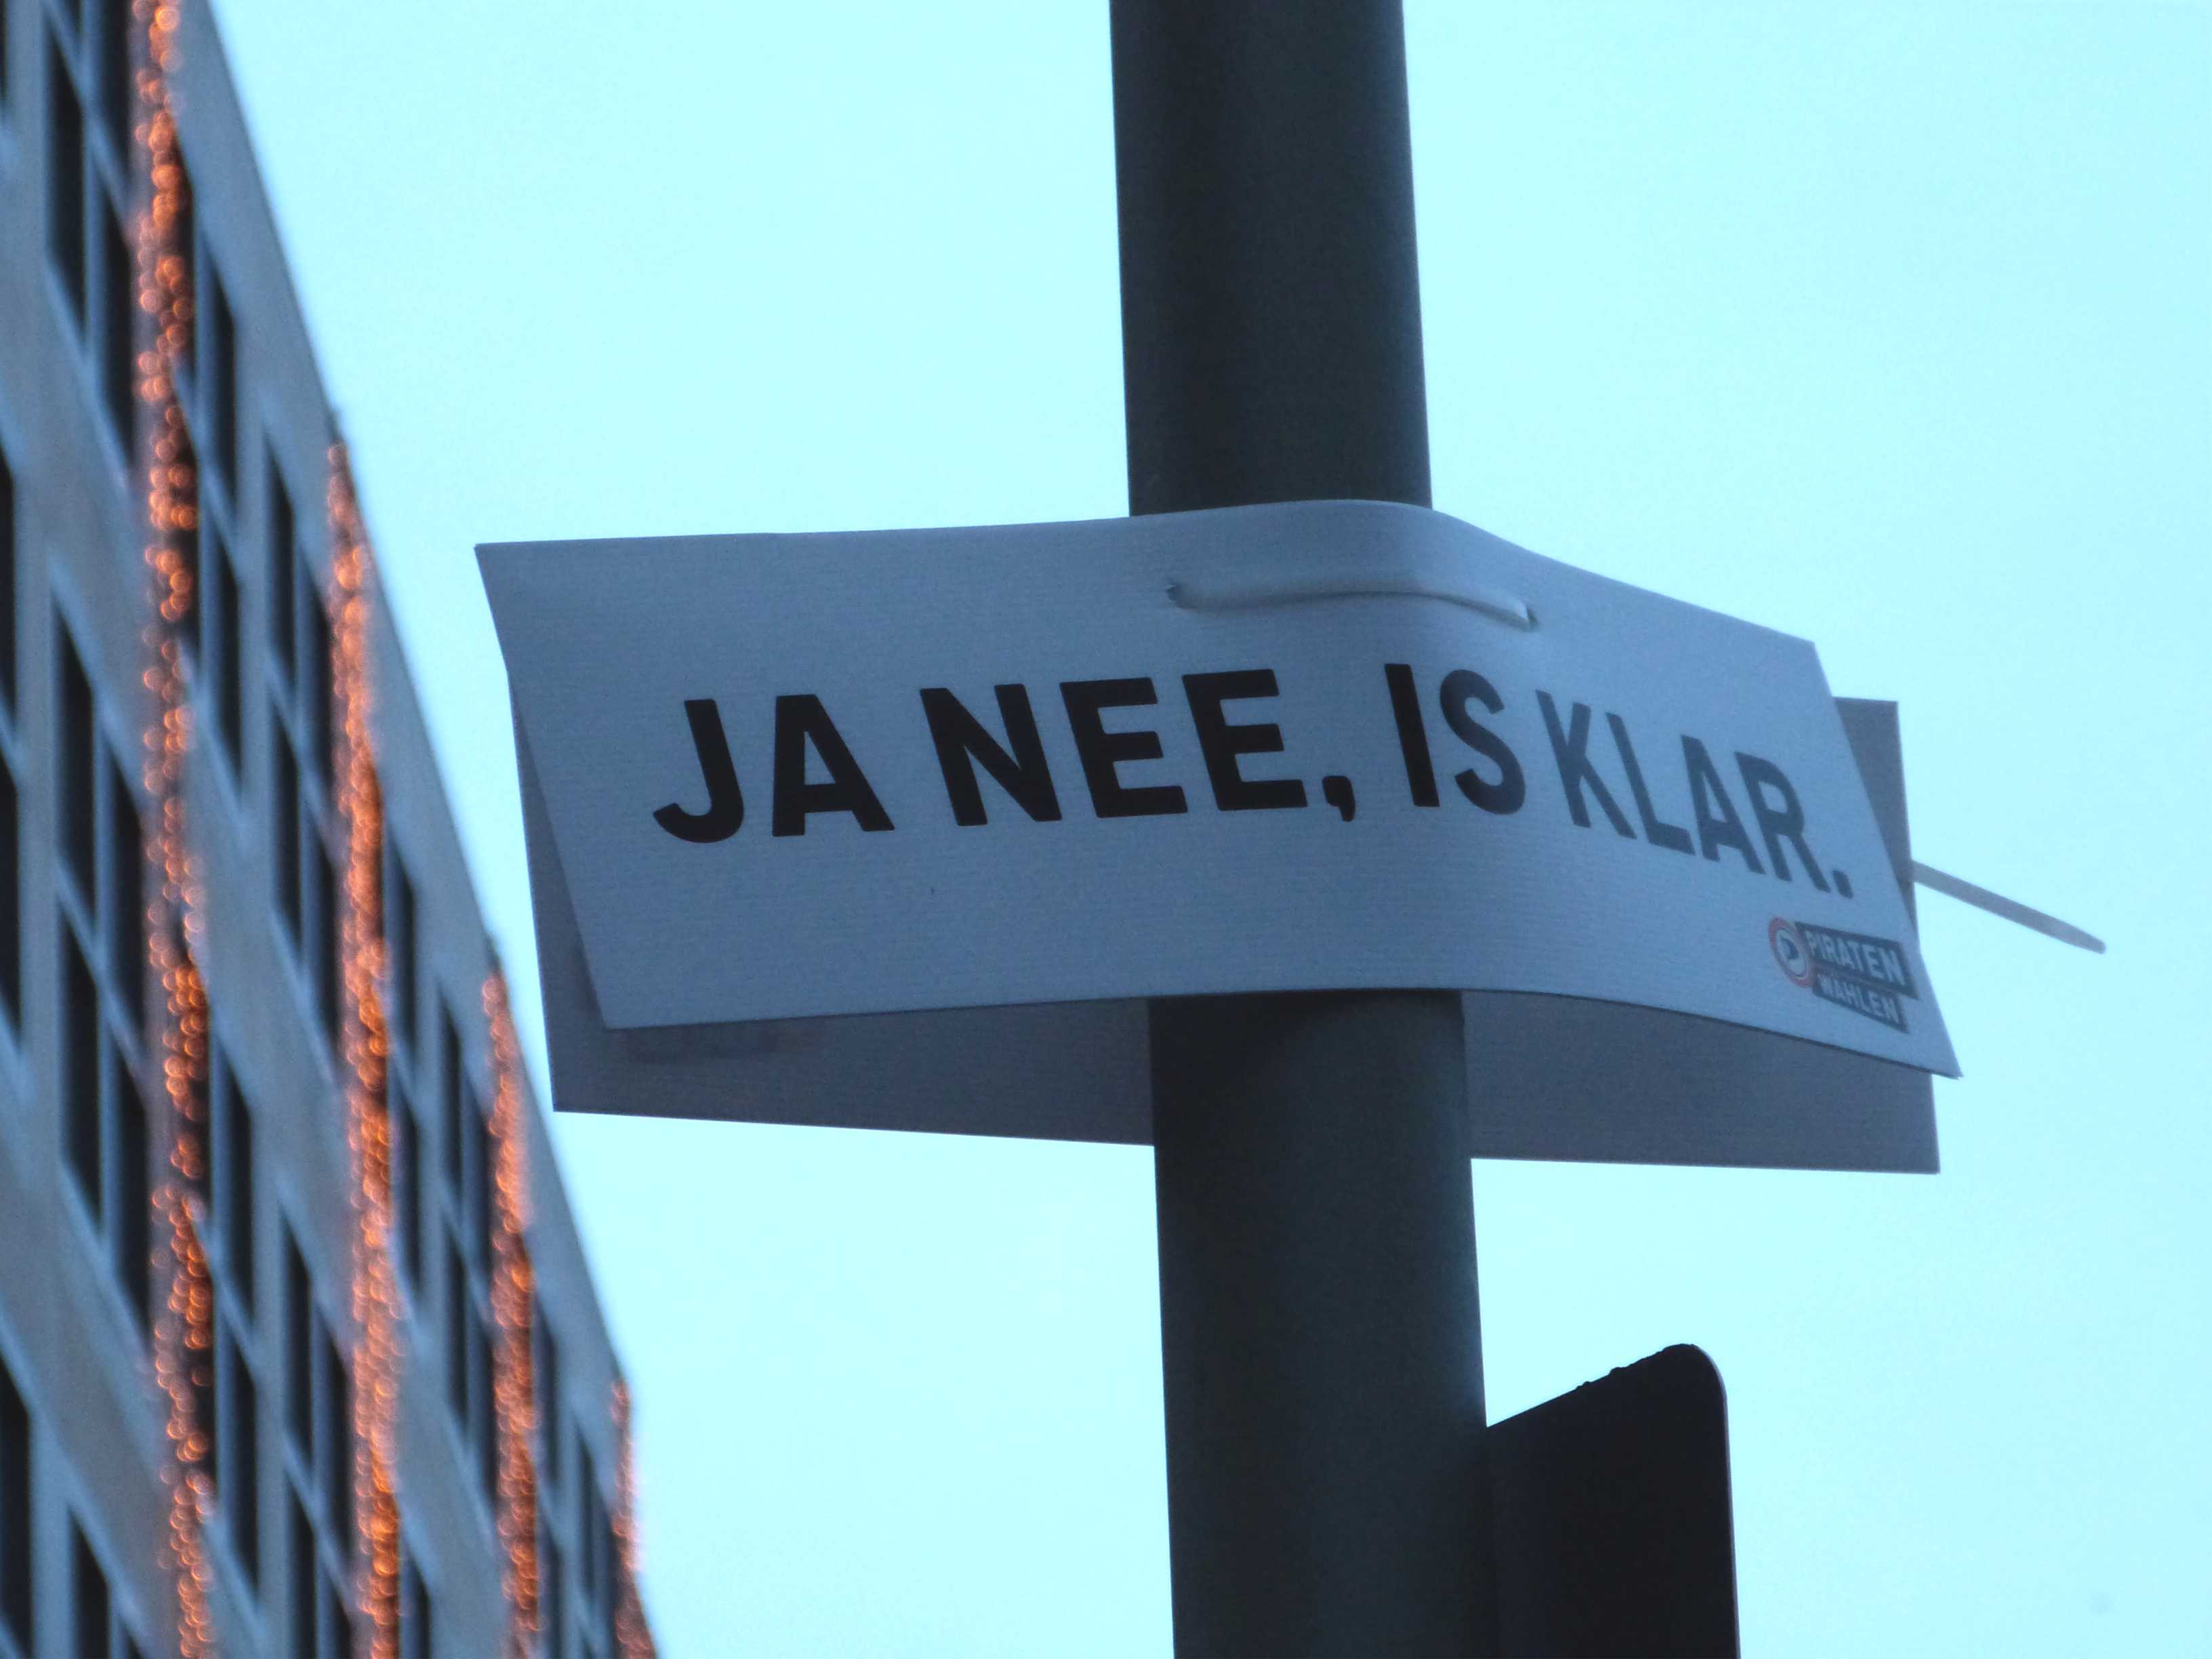 JA NEE, IS KLAR.
PIRATEN
WÄHLEN